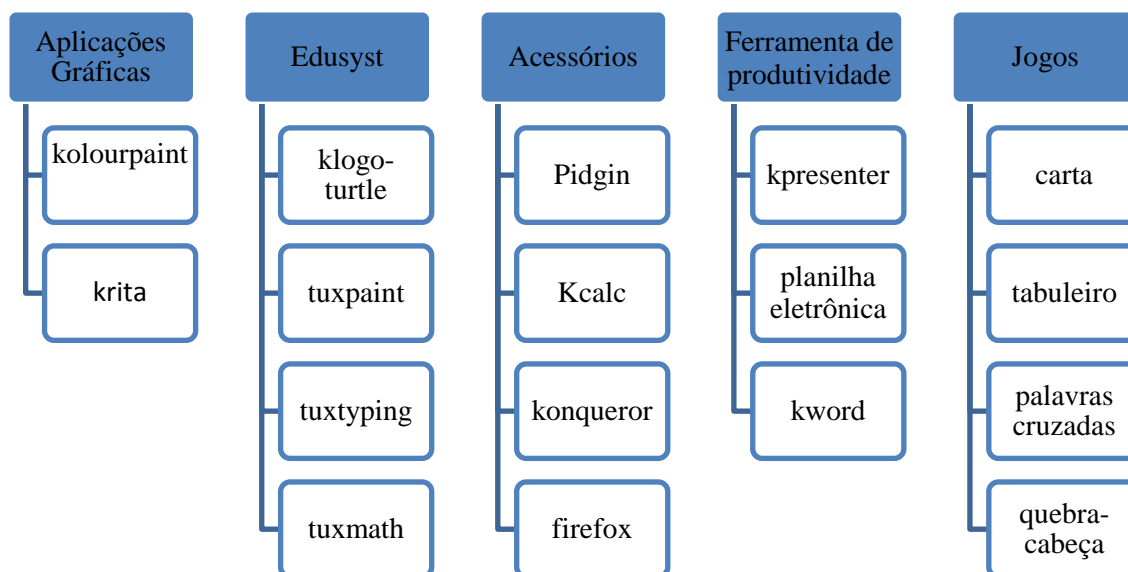 Aplicações
Gráficas
kolourpaint
krita
Edusyst
klogo-
turtle
tuxpaint
tuxtyping
tuxmath
Acessórios
Pidgin
Kcalc
konqueror
firefox
Ferramenta de
produtividade
kpresenter
planilha
eletrônica
kword
Jogos
carta
tabuleiro
palavras
cruzadas
quebra-
cabeça